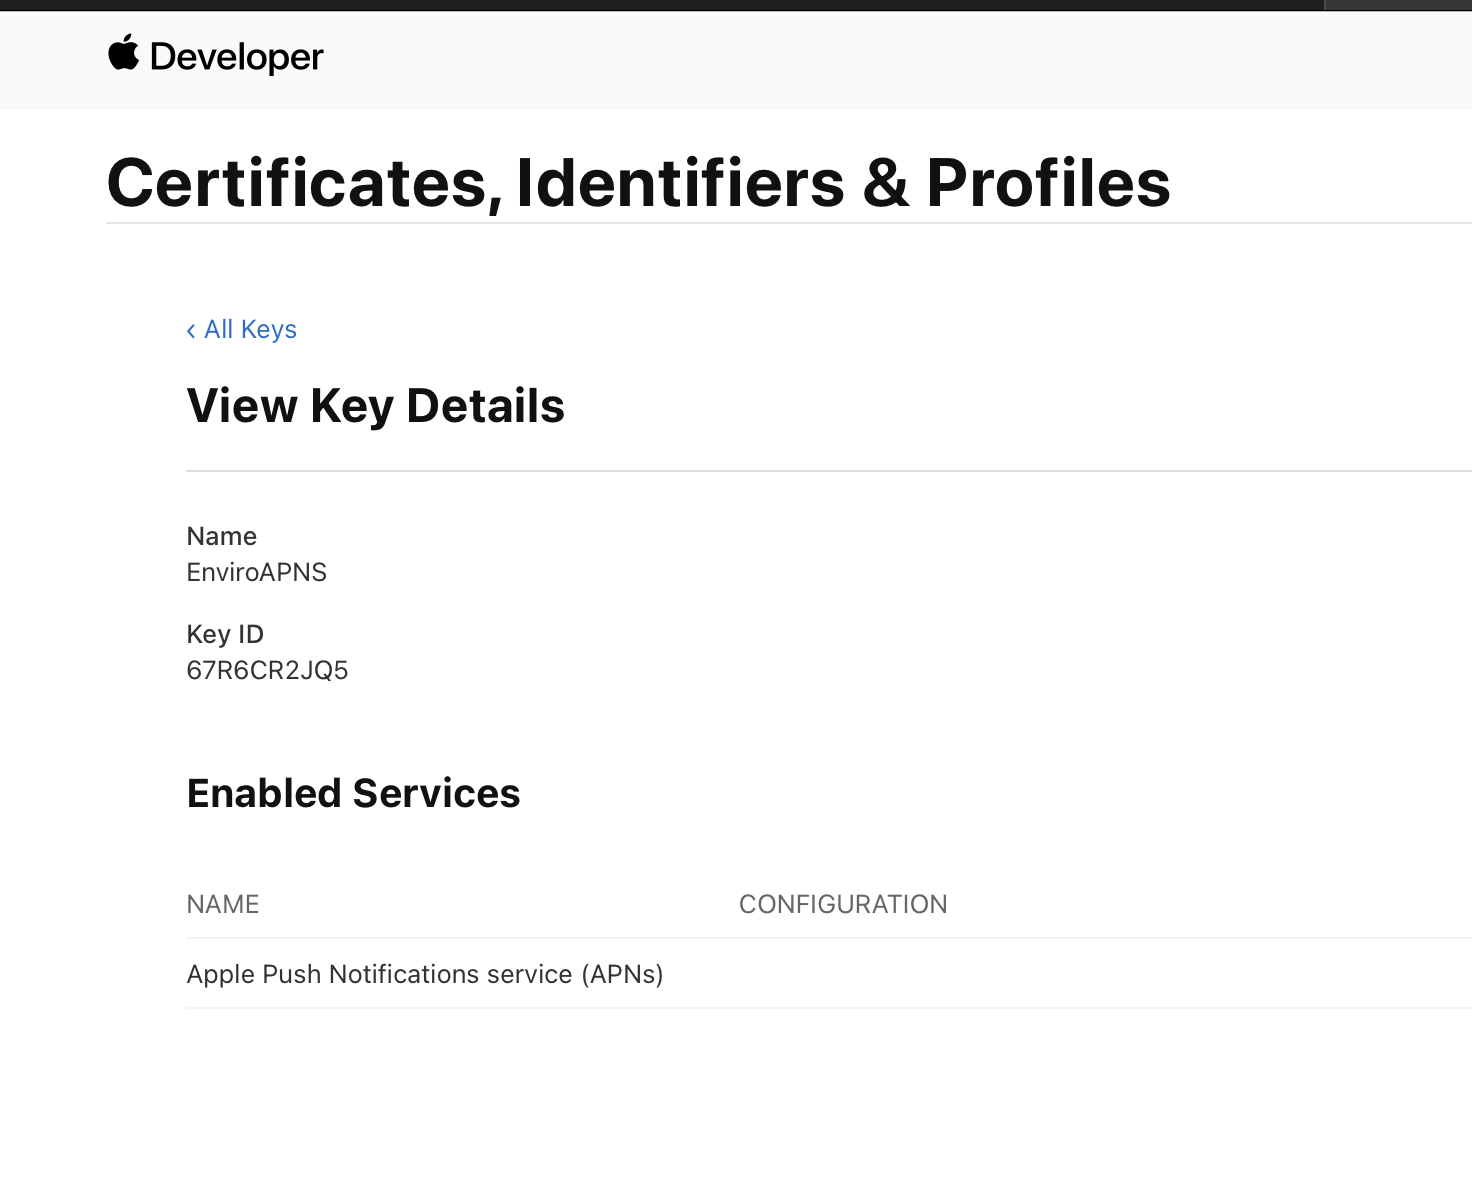 Developer
Certificates, Identifiers & Profiles
‹ All Keys
View Key Details
Name
EnviroAPNS
Key ID
67R6CR2JQ5
Enabled Services
NAME CONFIGURATION
Apple Push Notifications service (APNs)